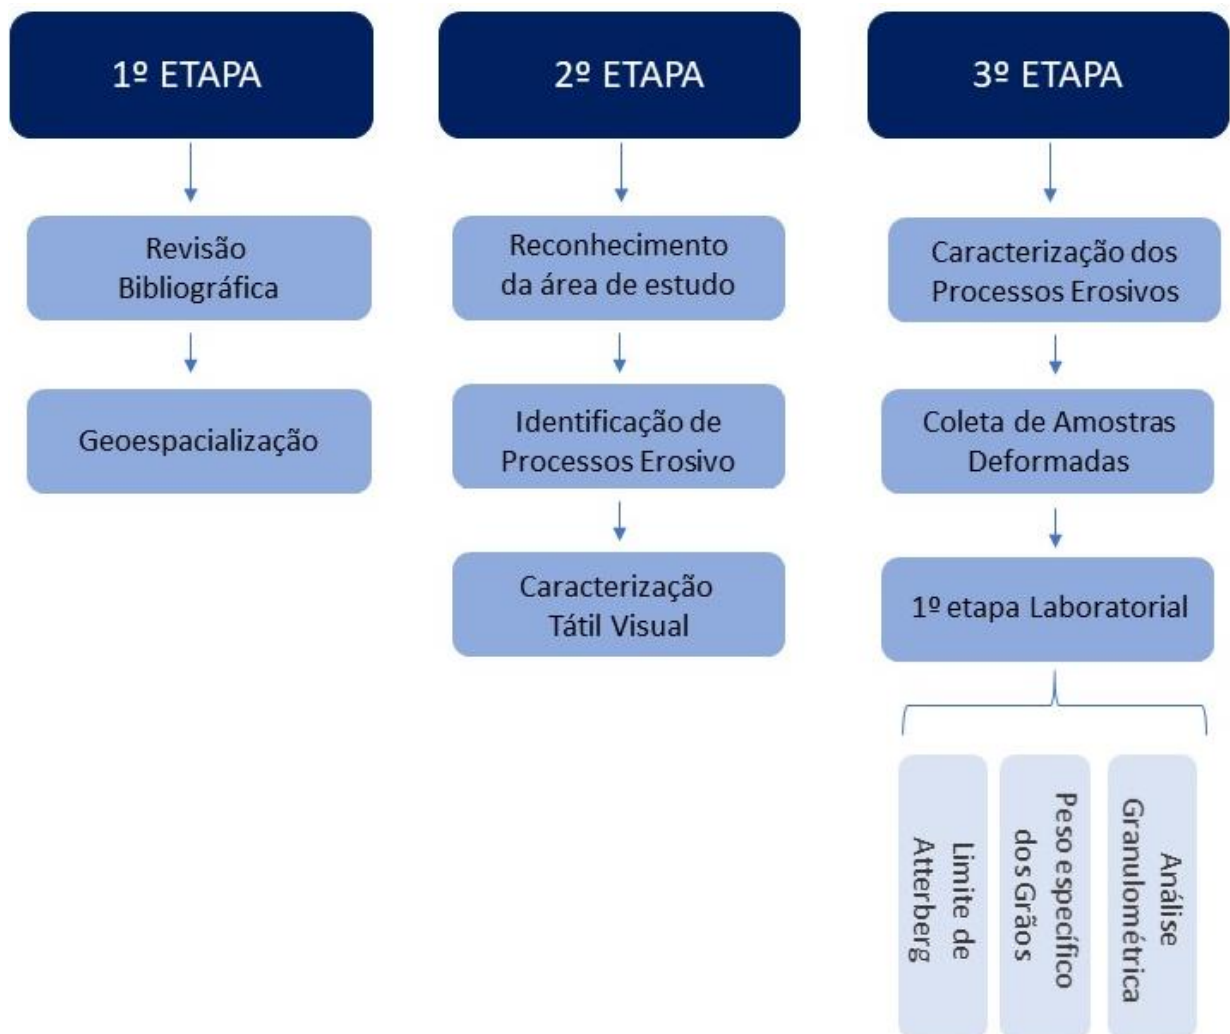 1º ETAPA
Revisão
Bibliográfica
Geoespacialização
2º ETAPA
Reconhecimento
da área de estudo
Identificação de
Processos Erosivo
Caracterização
Tátil Visual
3º ETAPA
Caracterização dos
Processos Erosivos
Coleta de Amostras
Deformadas
1º etapa Laboratorial
Limite de
Atterberg
Peso específico
dos Grãos
Análise
Granulométrica